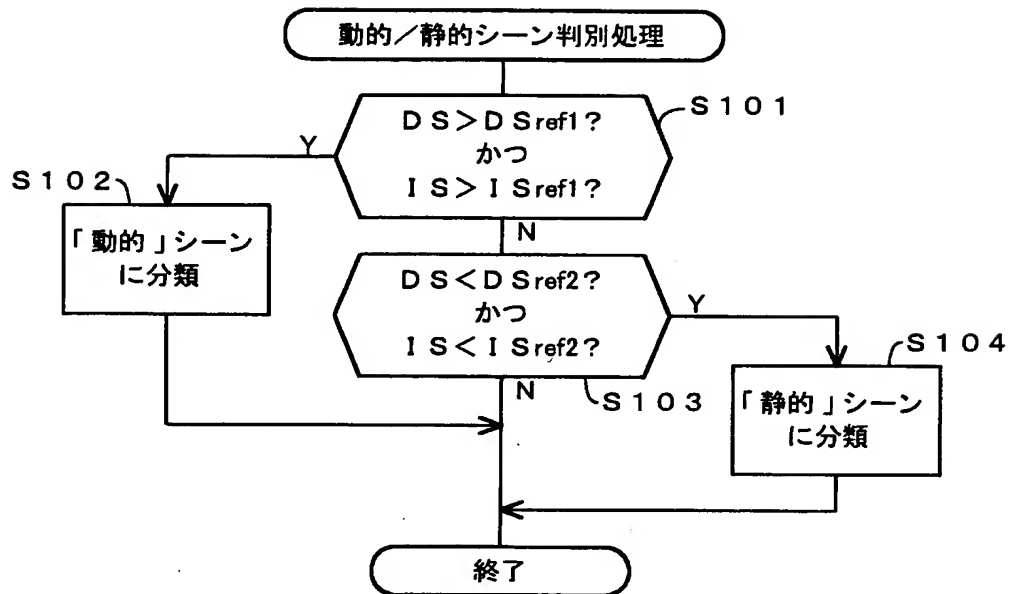 動的／静的シーン判別処理
ＤＳ＞ＤＳref1？
かつ
ＩＳ＞ＩＳref1？
Ｓ１０１
Ｙ
Ｓ１０２
「動的」シーン
に分類
Ｎ
ＤＳ＜ＤＳref2？
かつ
ＩＳ＜ＩＳref2？
Ｙ
Ｓ１０４
Ｎ
Ｓ１０３
「静的」シーン
に分類
終了